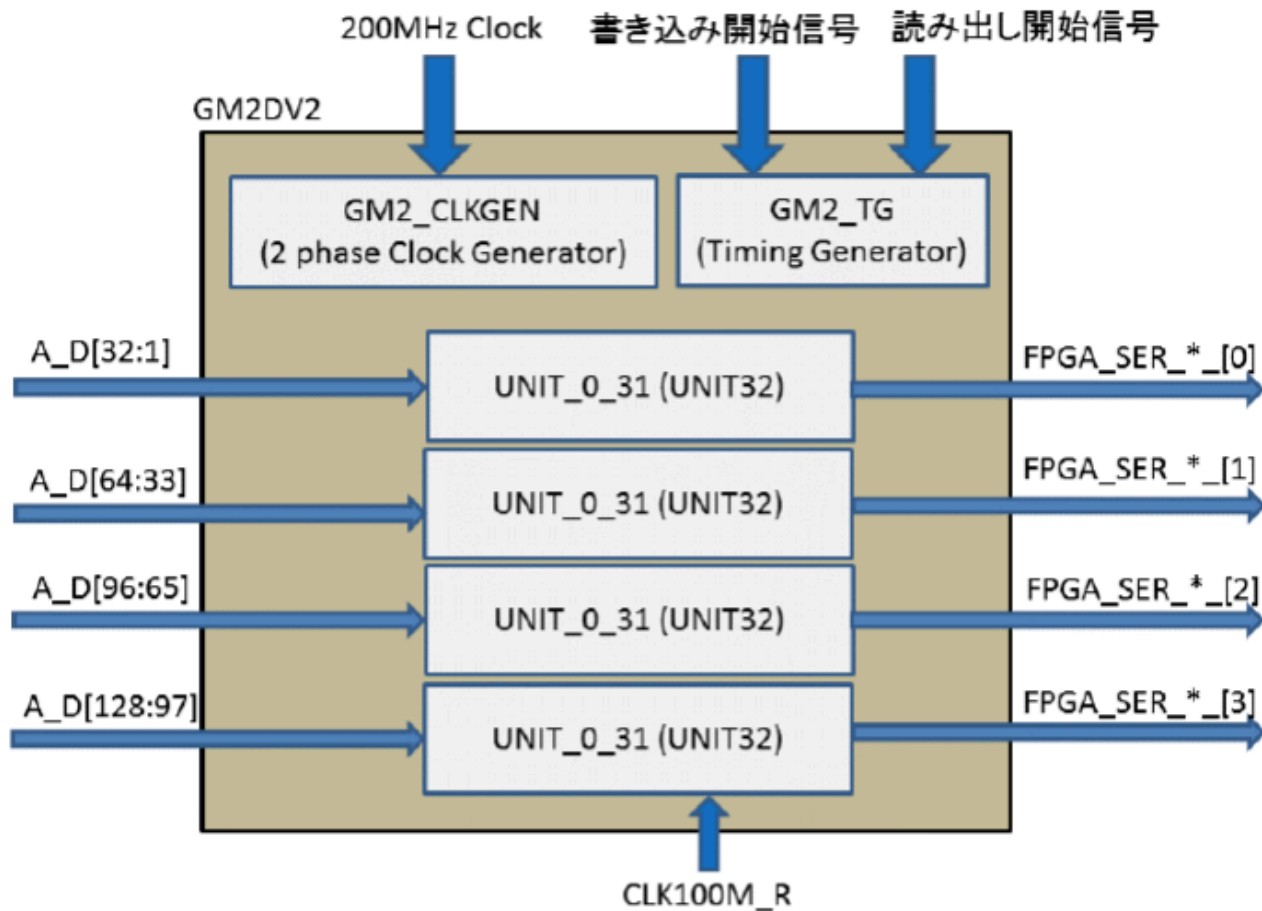 200MHz Clock
書き込み開始信号
読み出し開始信号
GM2DV2
GM2_CLKGEN
(2 phase Clock Generator)
GM2_TG
(Timing Generator)
A_D[32:1]
UNIT_0_31 (UNIT32)
FPGA_SER_*_[0]
A_D[64:33]
UNIT_0_31 (UNIT32)
FPGA_SER_*_[1]
A_D[96:65]
UNIT_0_31 (UNIT32)
FPGA_SER_*_[2]
A_D[128:97]
UNIT_0_31 (UNIT32)
FPGA_SER_*_[3]
CLK100M_R